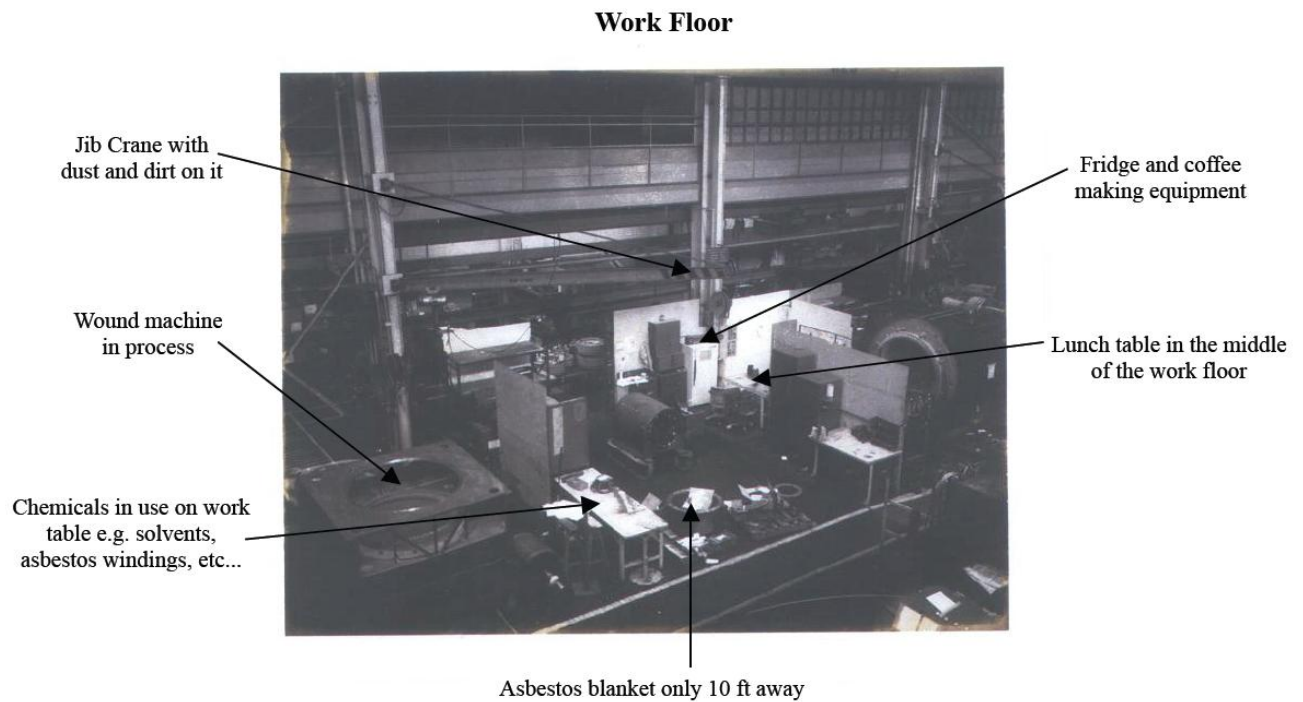 Work Floor
Jib Crane with
dust and dirt on it
Fridge and coffee
making equipment
Wound machine
in process
Lunch table in the middle
of the work floor
Chemicals in use on work
table e.g. solvents,
asbestos windings, etc...
Asbestos blanket only 10 ft away